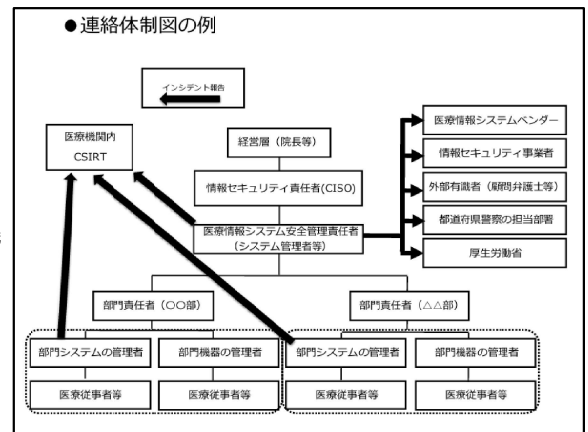 ●連絡体制図の例
インシデント報告
医療機関内
CSIRT
経営層（院長等）
情報セキュリティ責任者(CISO)
医療情報システム安全管理責任者
（システム管理者等）
医療情報システムベンダー
情報セキュリティ事業者
外部有識者（顧問弁護士等）
都道府県警察の担当部署
厚生労働省
部門責任者（〇〇部）
部門責任者（△△部）
部門システムの管理者
部門機器の管理者
部門システムの管理者
部門機器の管理者
医療従事者等
医療従事者等
医療従事者等
医療従事者等